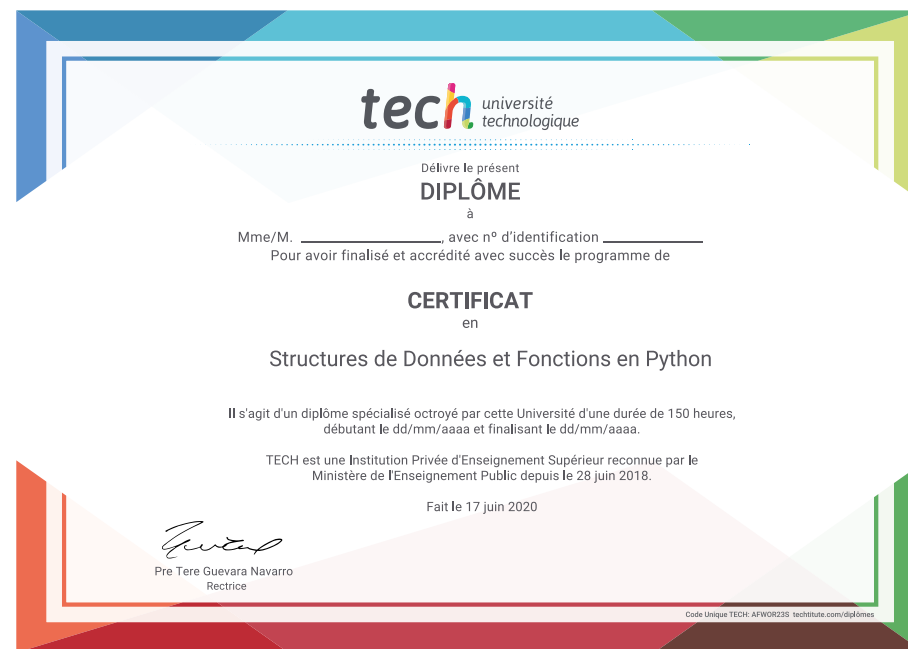 tech université
technologique
Délivre le présent
DIPLÔME
à
Mme/M. ____________________, avec nº d'identification ______________
Pour avoir finalisé et accrédité avec succès le programme de
CERTIFICAT
en
Structures de Données et Fonctions en Python
Il s'agit d'un diplôme spécialisé octroyé par cette Université d'une durée de 150 heures,
débutant le dd/mm/aaaa et finalisant le dd/mm/aaaa.
TECH est une Institution Privée d'Enseignement Supérieur reconnue par le
Ministère de l'Enseignement Public depuis le 28 juin 2018.
Fait le 17 juin 2020
Pre Tere Guevara Navarro
Rectrice
Code Unique TECH: AFWOR23S techtitute.com/diplômes